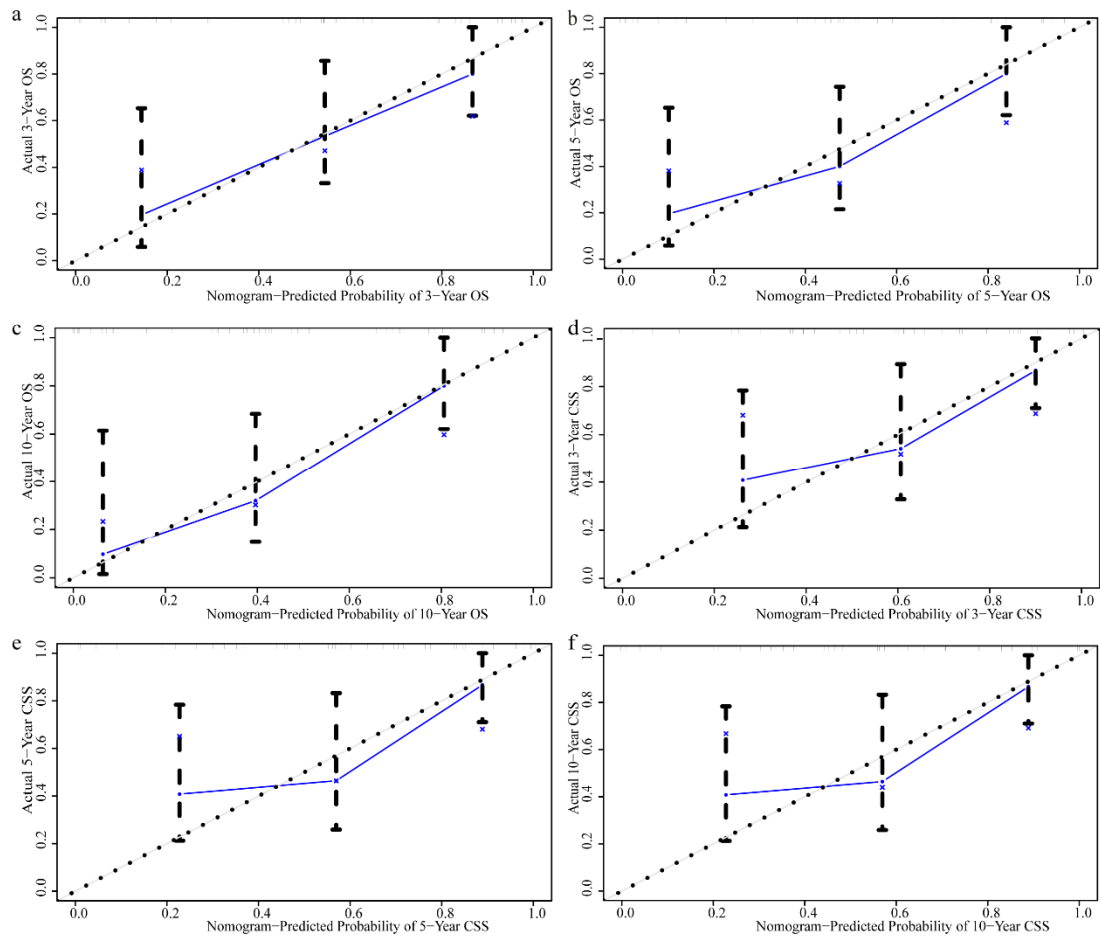 a
Actual 3−Year OS
0.0 0.2 0.4 0.6 0.8 1.0
0.0 0.2 0.4 0.6 0.8 1.0
Nomogram−Predicted Probability of 3−Year OS
b
Actual 5−Year OS
0.0 0.2 0.4 0.6 0.8 1.0
0.0 0.2 0.4 0.6 0.8 1.0
Nomogram−Predicted Probability of 5−Year OS
c
Actual 10−Year OS
0.0 0.2 0.4 0.6 0.8 1.0
0.0 0.2 0.4 0.6 0.8 1.0
Nomogram−Predicted Probability of 10−Year OS
d
Actual 3−Year CSS
0.0 0.2 0.4 0.6 0.8 1.0
0.0 0.2 0.4 0.6 0.8 1.0
Nomogram−Predicted Probability of 3−Year CSS
e
Actual 5−Year CSS
0.0 0.2 0.4 0.6 0.8 1.0
0.0 0.2 0.4 0.6 0.8 1.0
Nomogram−Predicted Probability of 5−Year CSS
f
Actual 10−Year CSS
0.0 0.2 0.4 0.6 0.8 1.0
0.0 0.2 0.4 0.6 0.8 1.0
Nomogram−Predicted Probability of 10−Year CSS